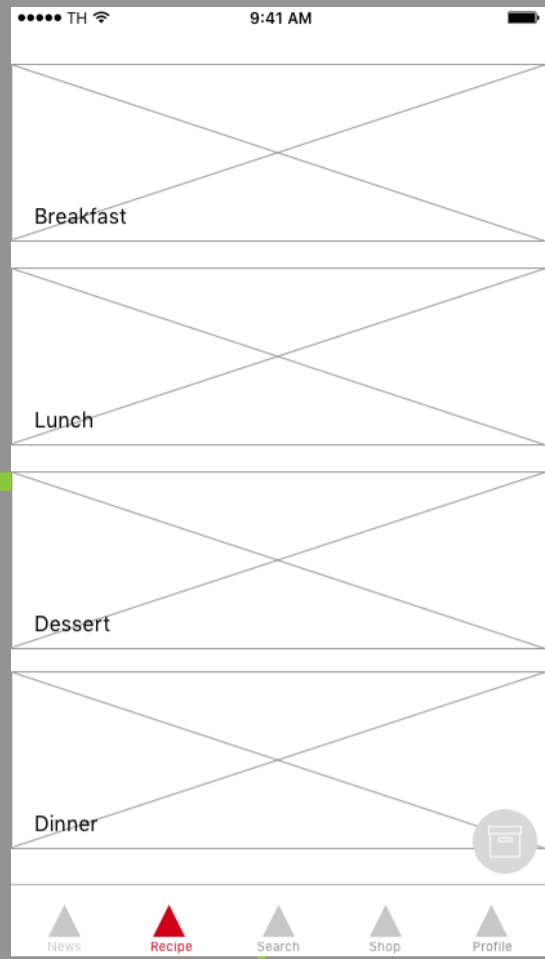 TH 9:41 AM
Breakfast
Lunch
Dessert
Dinner
News Recipe Search Shop Profile